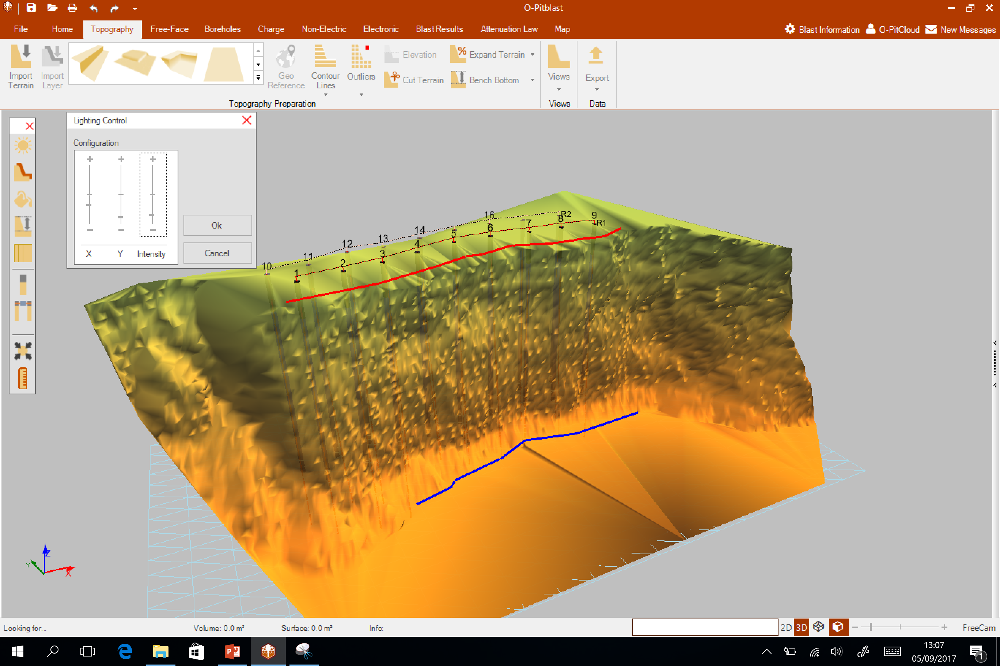 O-Pitblast
File Home Topography Free-Face Boreholes Charge Non-Electric Electronic Blast Results Attenuation Law Map Blast Information O-PitCloud New Messages
Import Terrain
Import Layer
Geo Reference
Contour Lines
Outliers
Elevation
Cut Terrain
% Expand Terrain
Bench Bottom
Views
Export
Topography Preparation Views Data
Lighting Control
Configuration
X Y Intensity
Ok
Cancel
16 R2 9
8 R1
7
14 6
13 5
12 4
11 3
10 2
1
Z
Y
X
Looking for... Volume: 0.0 m³ Surface: 0.0 m² Info: 2D 3D FreeCam
13:07
05/09/2017
1